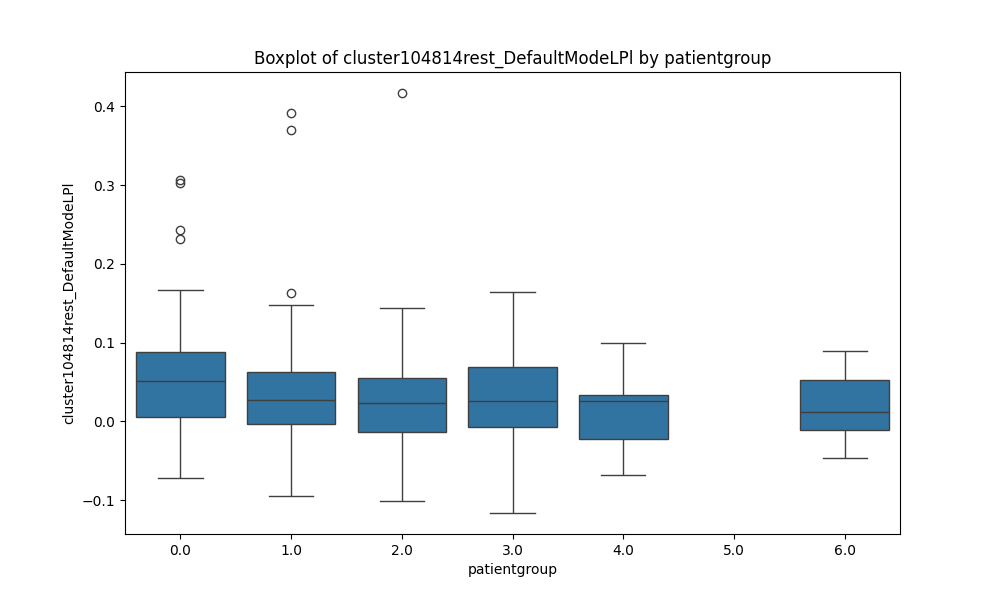 Boxplot of cluster104814rest_DefaultModeLPl by patientgroup
cluster104814rest_DefaultModeLPl
0.4
0.3
0.2
0.1
0.0
−0.1
0.0 1.0 2.0 3.0 4.0 5.0 6.0
patientgroup